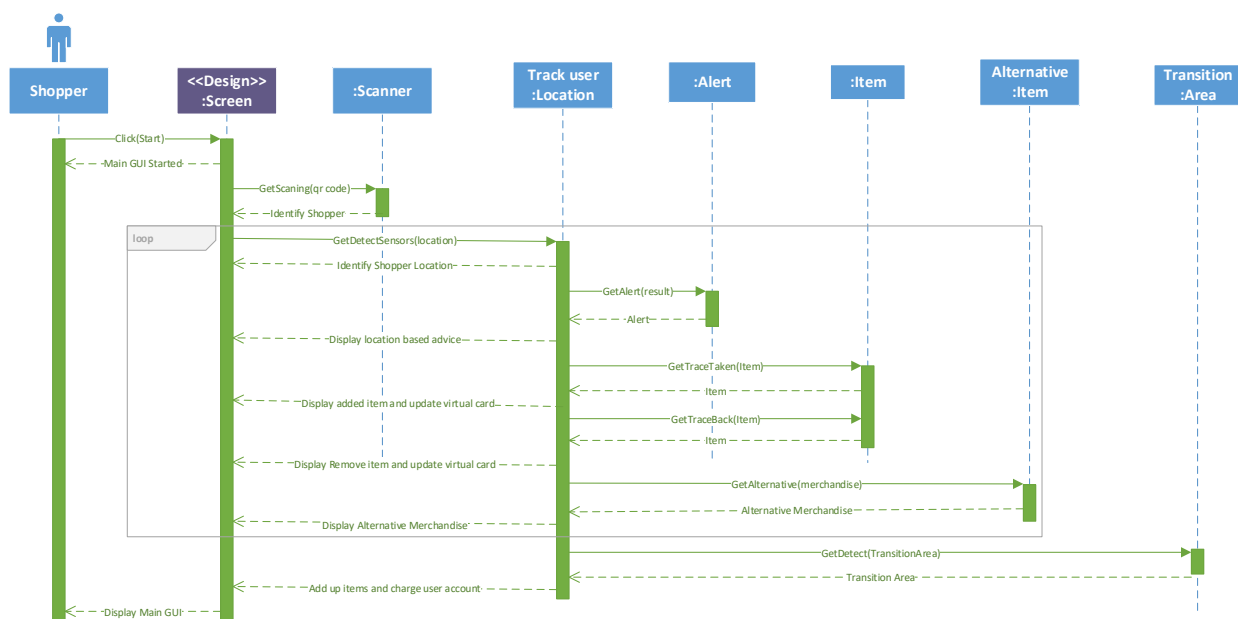 Shopper
<<Design>>
:Screen
:Scanner
Track user
:Location
:Alert
:Item
Alternative
:Item
Transition
:Area
Click(Start)
Main GUI Started
GetScaning(qr code)
Identify Shopper
loop
GetDetectSensors(location)
Identify Shopper Location
GetAlert(result)
Alert
Display location based advice
GetTraceTaken(Item)
Item
Display added item and update virtual card
GetTraceBack(Item)
Item
Display Remove item and update virtual card
GetAlternative(merchandise)
Alternative Merchandise
Display Alternative Merchandise
GetDetect(TransitionArea)
Transition Area
Add up items and charge user account
Display Main GUI